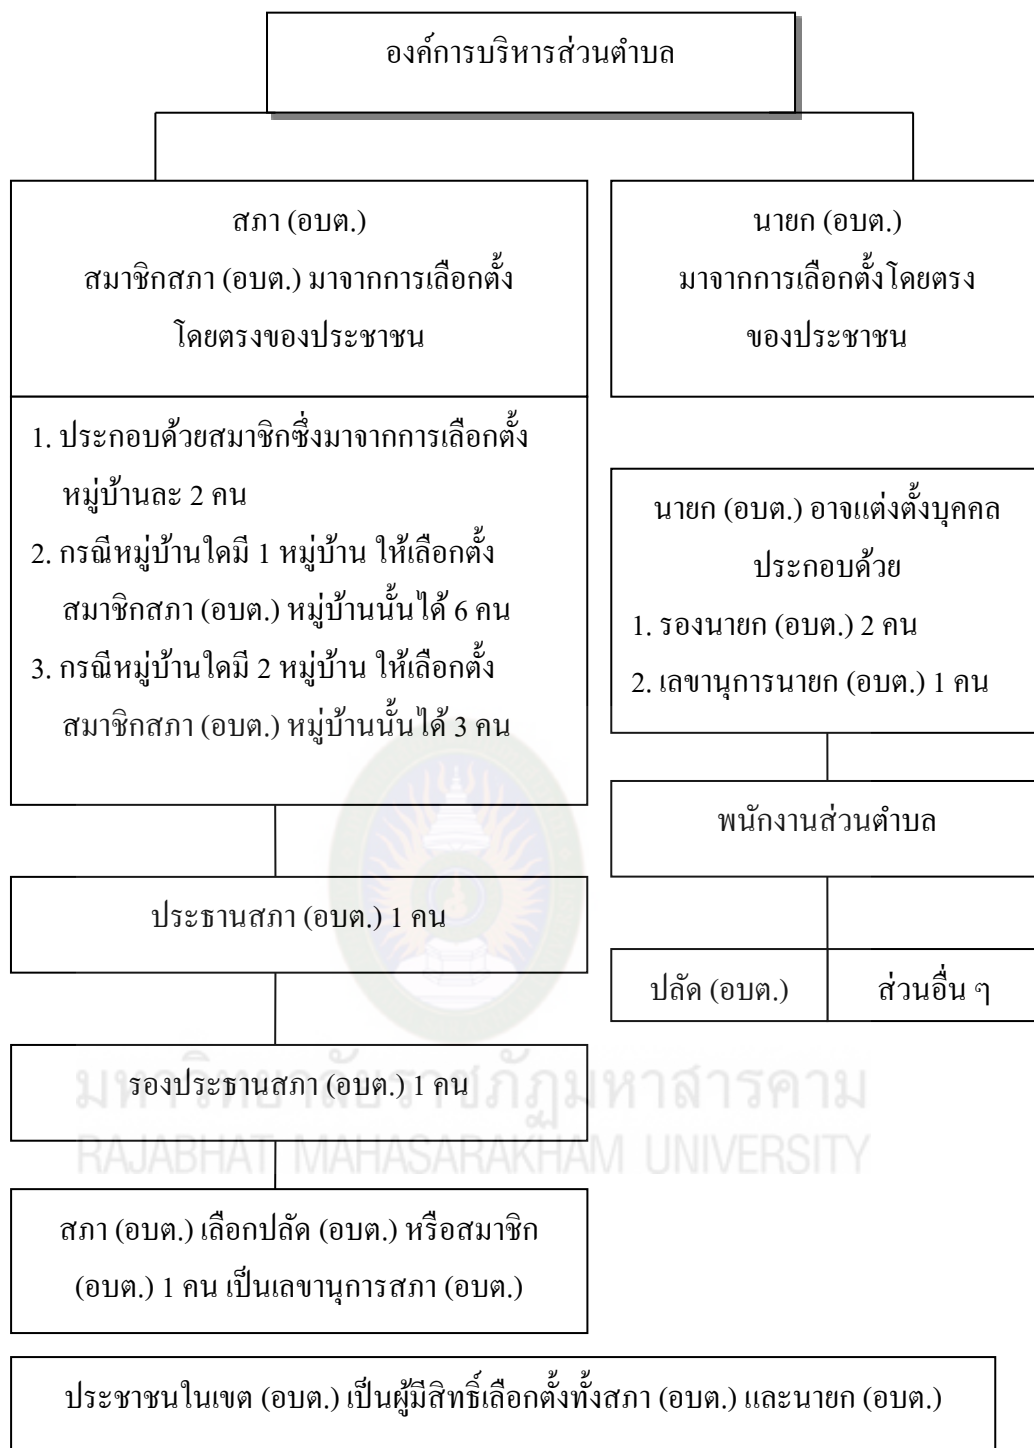 องค์การบริหารส่วนตำบล
สภา (อบต.)
สมาชิกสภา (อบต.) มาจากการเลือกตั้ง
โดยตรงของประชาชน
นายก (อบต.)
มาจากการเลือกตั้งโดยตรง
ของประชาชน
1. ประกอบด้วยสมาชิกซึ่งมาจากการเลือกตั้ง
หมู่บ้านละ 2 คน
2. กรณีหมู่บ้านใดมี 1 หมู่บ้าน ให้เลือกตั้ง
สมาชิกสภา (อบต.) หมู่บ้านนั้นได้ 6 คน
3. กรณีหมู่บ้านใดมี 2 หมู่บ้าน ให้เลือกตั้ง
สมาชิกสภา (อบต.) หมู่บ้านนั้นได้ 3 คน
นายก (อบต.) อาจแต่งตั้งบุคคล
ประกอบด้วย
1. รองนายก (อบต.) 2 คน
2. เลขานุการนายก (อบต.) 1 คน
พนักงานส่วนตำบล
ประธานสภา (อบต.) 1 คน
ปลัด (อบต.)
ส่วนอื่น ๆ
รองประธานสภา (อบต.) 1 คน
มหาวิทยาลัยราชภัฏมหาสารคาม
RAJABHAT MAHASARAKHAM UNIVERSITY
สภา (อบต.) เลือกปลัด (อบต.) หรือสมาชิก
(อบต.) 1 คน เป็นเลขานุการสภา (อบต.)
ประชาชนในเขต (อบต.) เป็นผู้มีสิทธิ์เลือกตั้งทั้งสภา (อบต.) และนายก (อบต.)